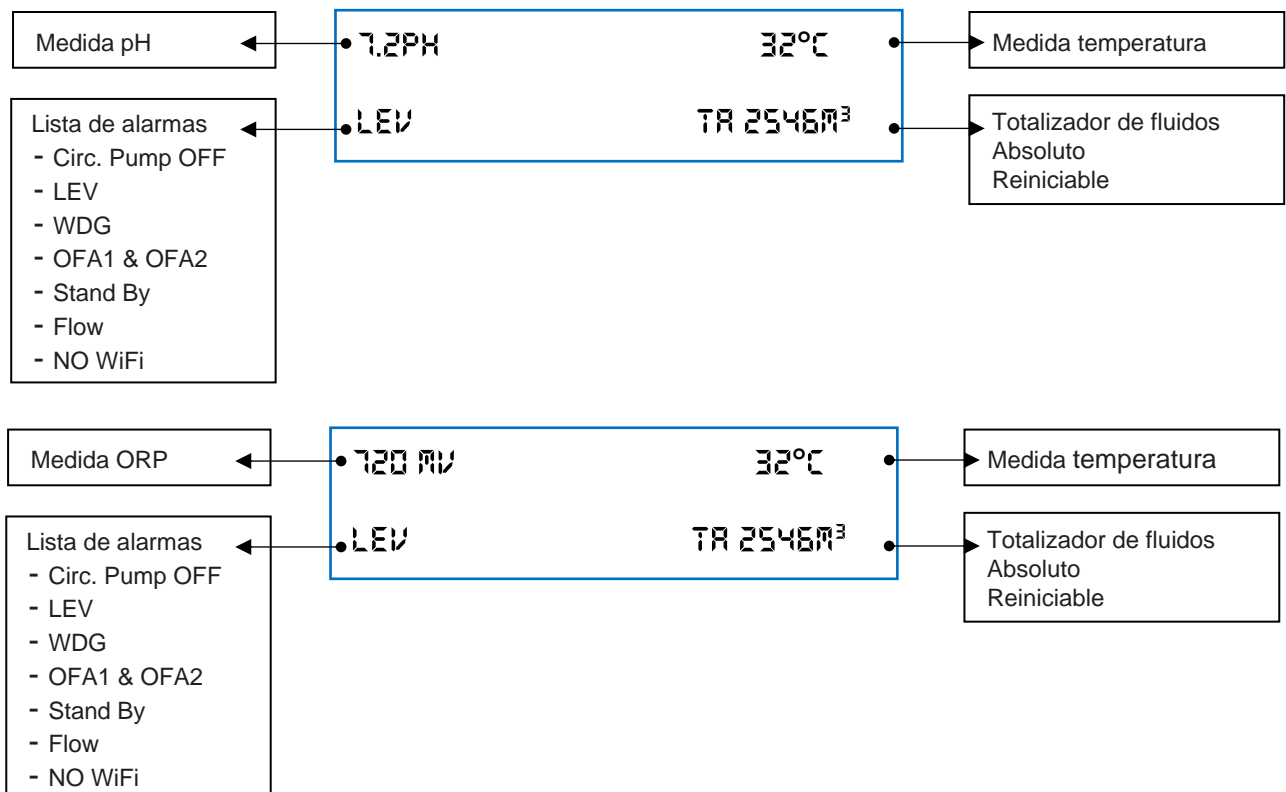 Medida pH
7.2PH
32°C
Medida temperatura
Lista de alarmas
- Circ. Pump OFF
- LEV
- WDG
- OFA1 & OFA2
- Stand By
- Flow
- NO WiFi
LEV
TA 2546M³
Totalizador de fluidos
Absoluto
Reiniciable
Medida ORP
720 MV
32°C
Medida temperatura
Lista de alarmas
- Circ. Pump OFF
- LEV
- WDG
- OFA1 & OFA2
- Stand By
- Flow
- NO WiFi
LEV
TA 2546M³
Totalizador de fluidos
Absoluto
Reiniciable